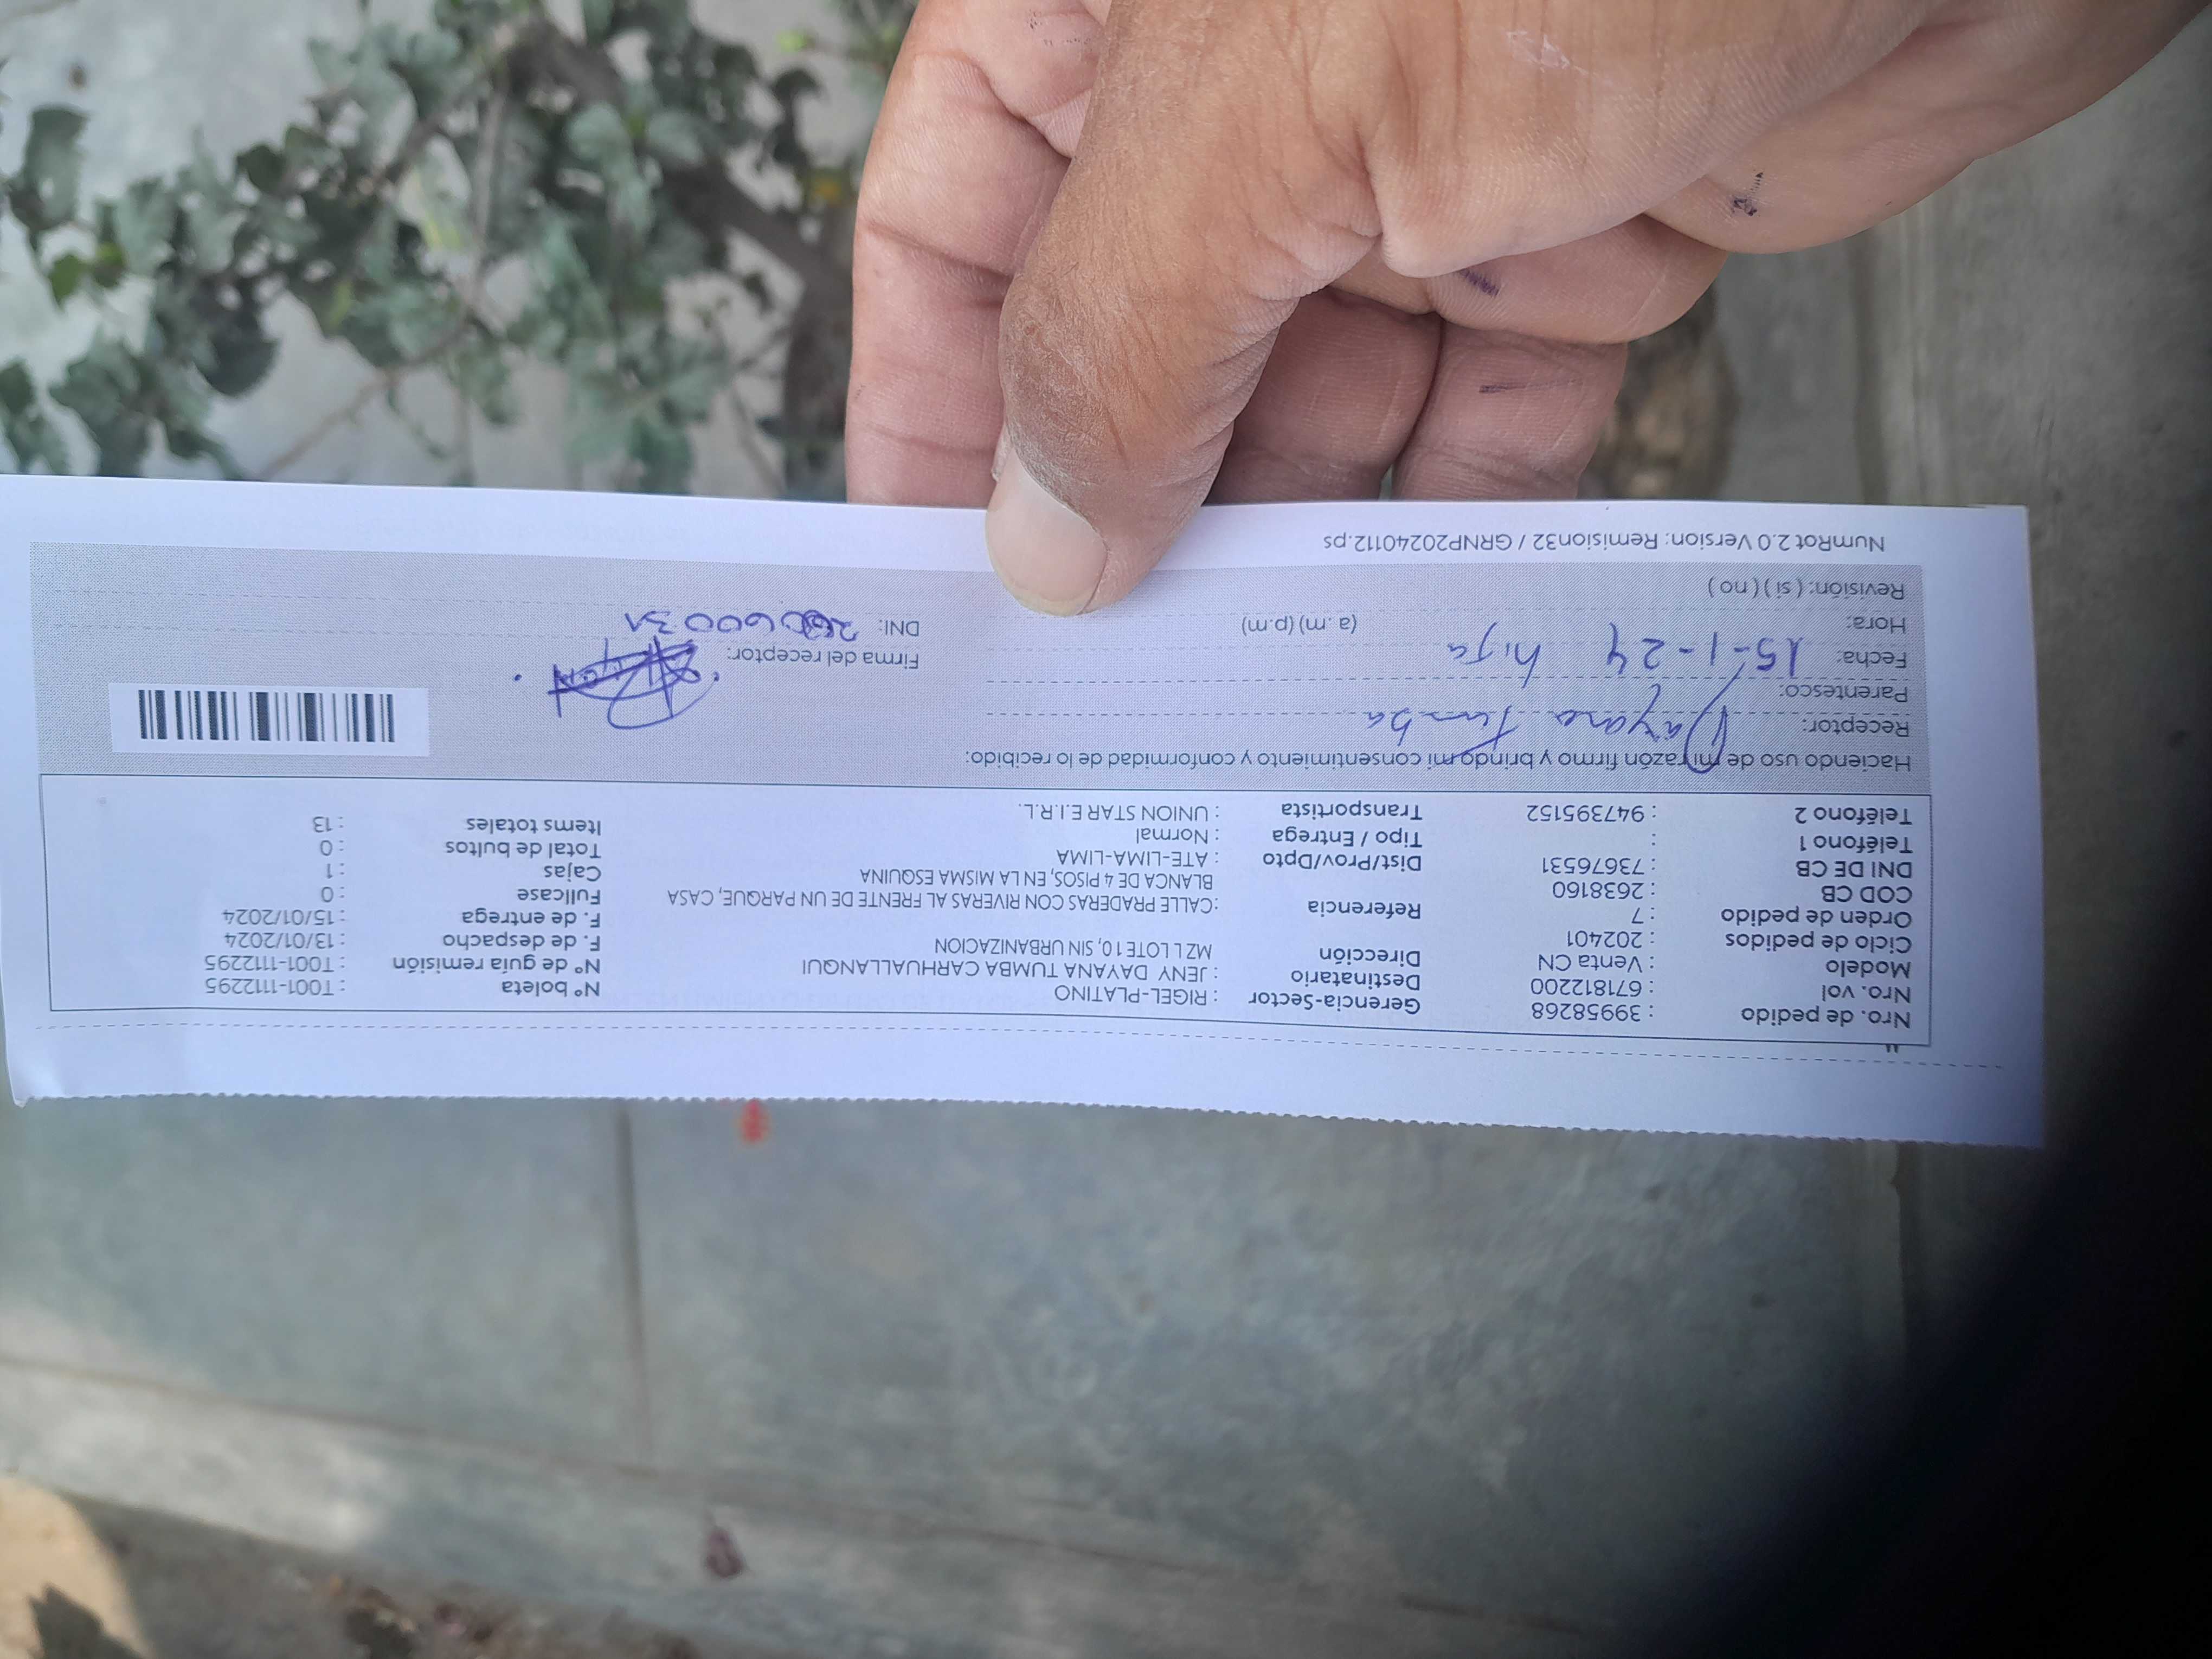 Nro. de pedido : 39958268 Gerencia-Sector : RIGEL-PLATINO Nº boleta : T001-1112295
Nro. vol : 671812200 Destinatario : JENY DAYANA TUMBA CARHUALLANQUI Nº de guía remisión : T001-1112295
Modelo : Venta CN Dirección MZ L LOTE 10, SIN URBANIZACION F. de despacho : 13/01/2024
Ciclo de pedidos : 202401 F. de entrega : 15/01/2024
Orden de pedido : 7 Referencia : CALLE PRADERAS CON RIVERAS AL FRENTE DE UN PARQUE, CASA Fullcase : 0
COD CB : 2638160 BLANCA DE 4 PISOS, EN LA MISMA ESQUINA Cajas : 1
DNI DE CB : 73676531 Dist/Prov/Dpto : ATE-LIMA-LIMA Total de bultos : 0
Teléfono 1 : Tipo / Entrega : Normal Items totales : 13
Teléfono 2 : 947395152 Transportista : UNION STAR E.I.R.L.
Haciendo uso de mi razón firmo y brindo mi consentimiento y conformidad de lo recibido:
Receptor: Dayana Tumba
Parentesco:
Firma del receptor:
Fecha: 15-1-24 hija
Hora: (a.m) (p.m) DNI:
Revisión: ( si ) ( no )
NumRot 2.0 Version: Remision32 / GRNP20240112.ps